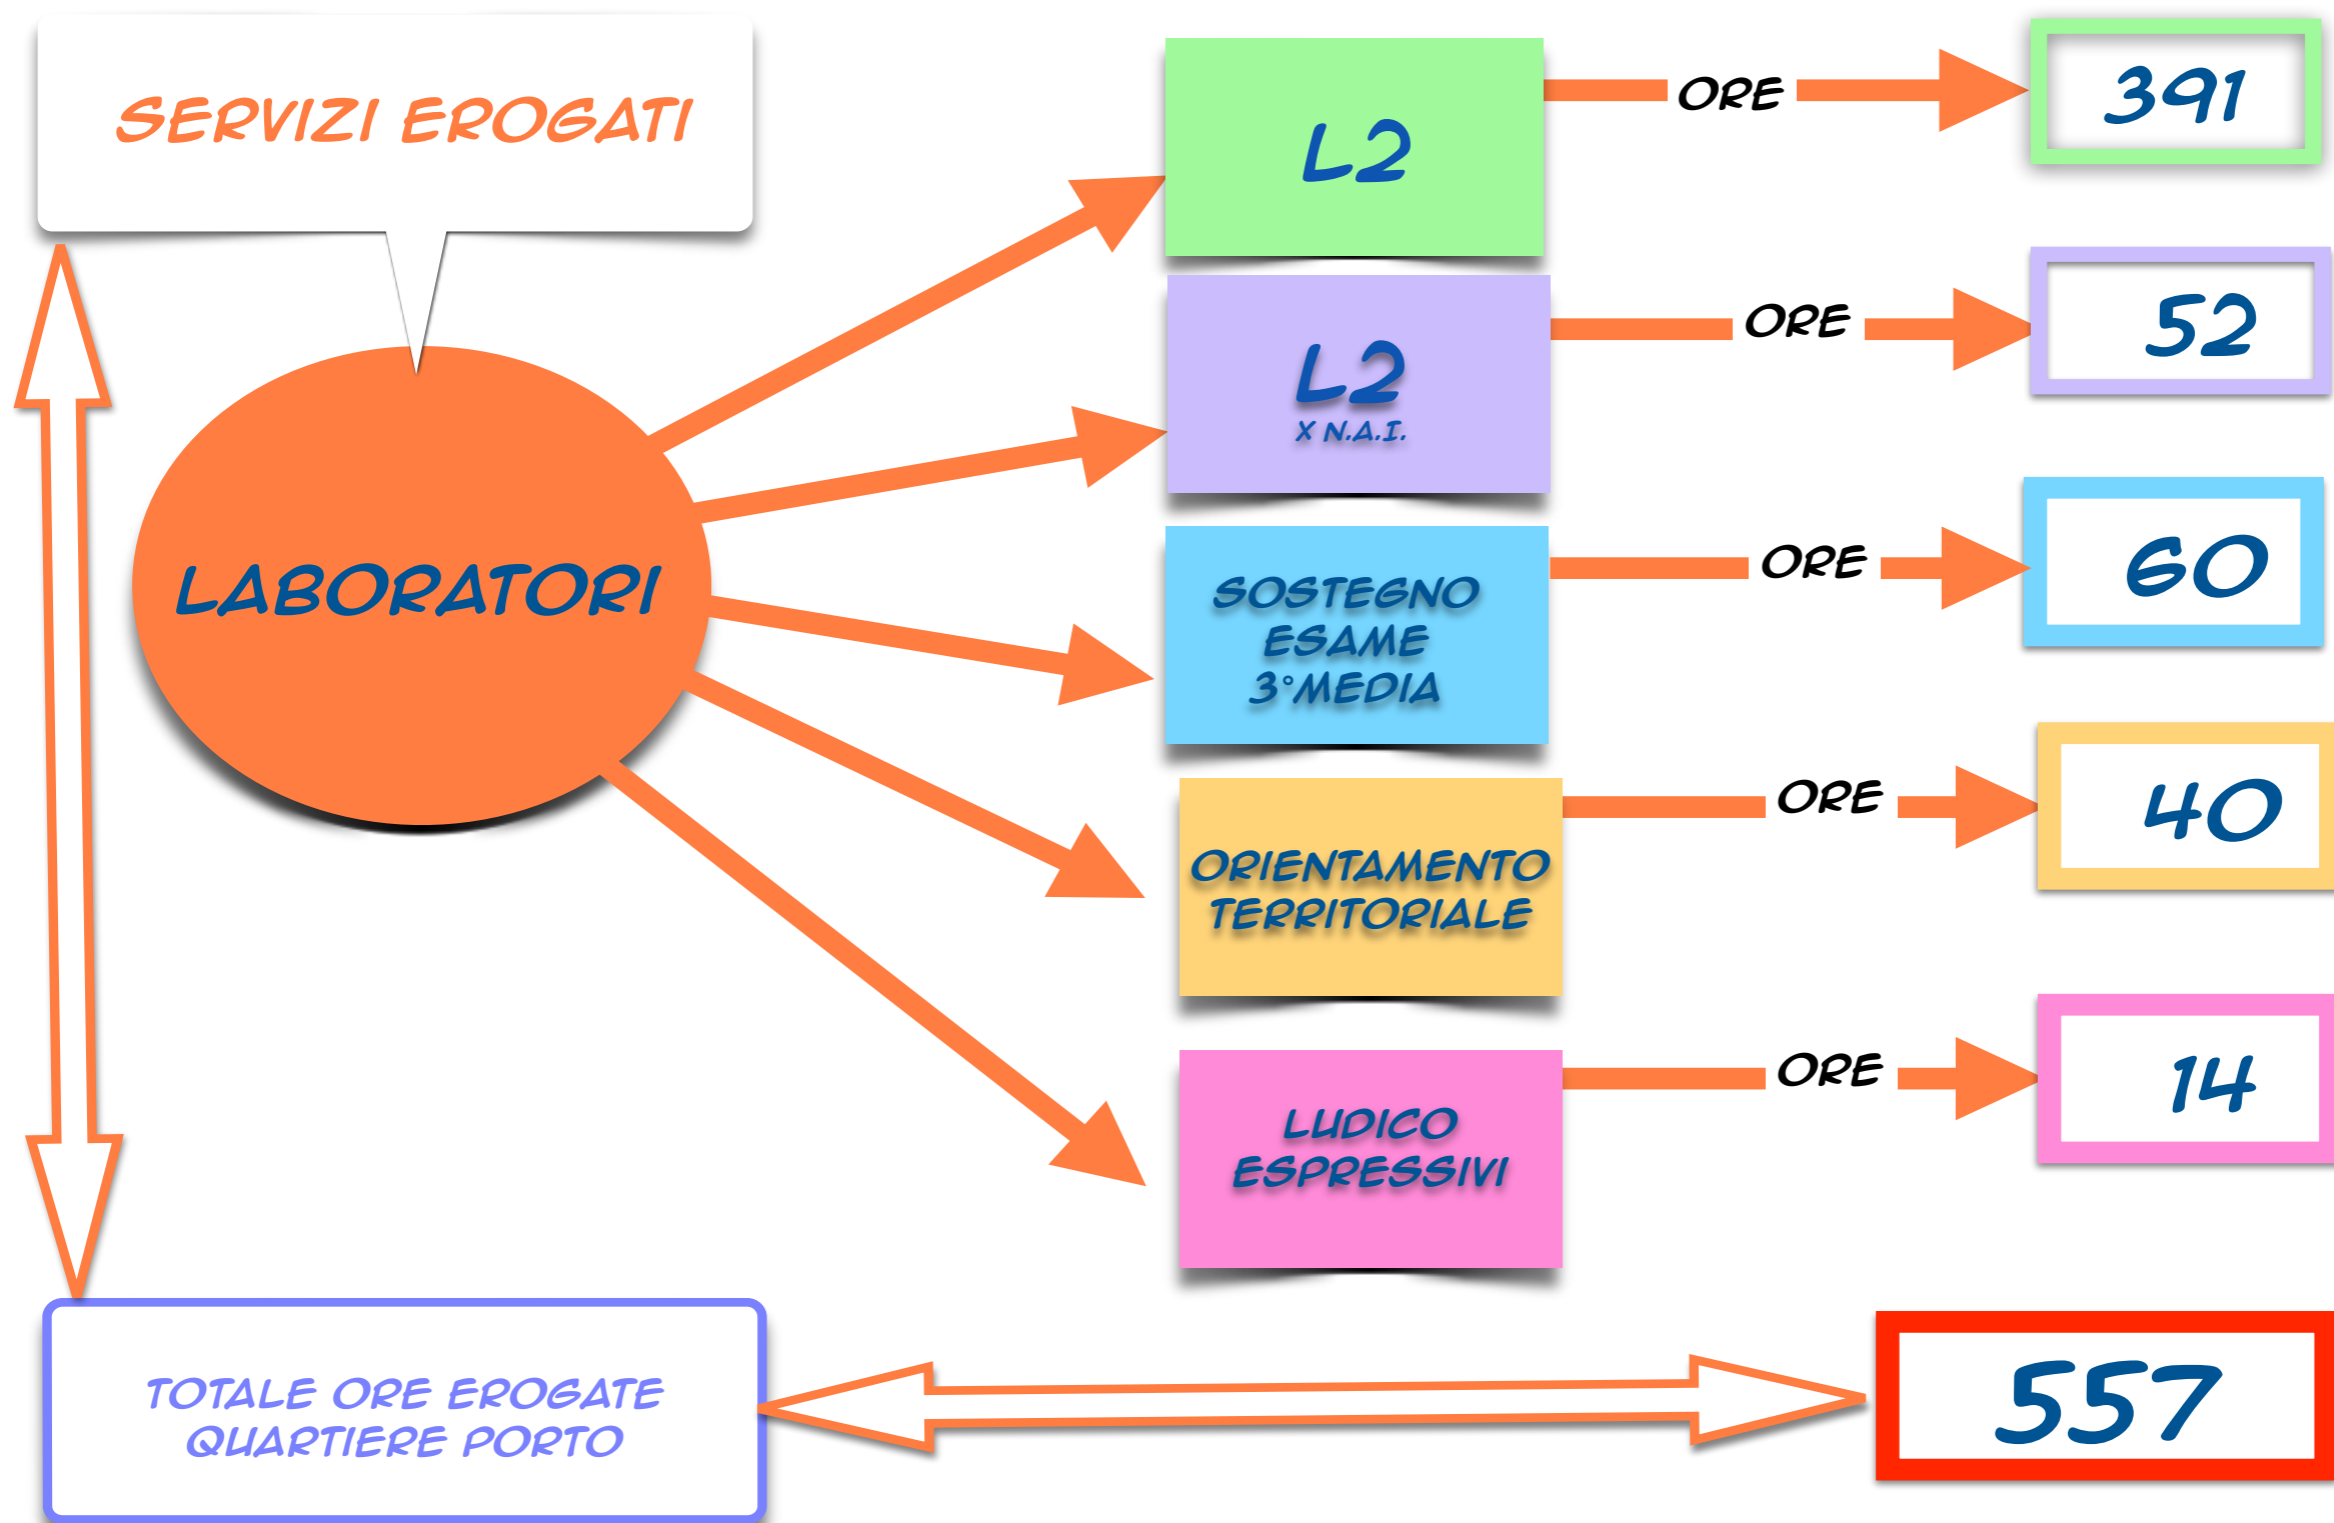 SERVIZI EROGATI
LABORATORI
L2
ORE
391
L2
X N.A.I.
ORE
52
SOSTEGNO
ESAME
3°MEDIA
ORE
60
ORIENTAMENTO
TERRITORIALE
ORE
40
LUDICO
ESPRESSIVI
ORE
14
TOTALE ORE EROGATE
QUARTIERE PORTO
557